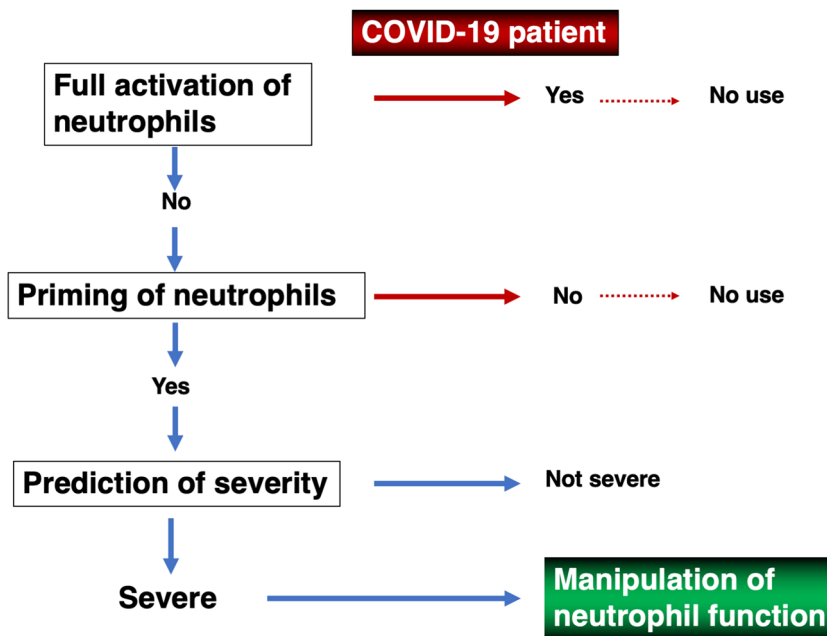 COVID-19 patient
Full activation of
neutrophils
Yes
No use
No
Priming of neutrophils
No
No use
Yes
Prediction of severity
Not severe
Severe
Manipulation of
neutrophil function